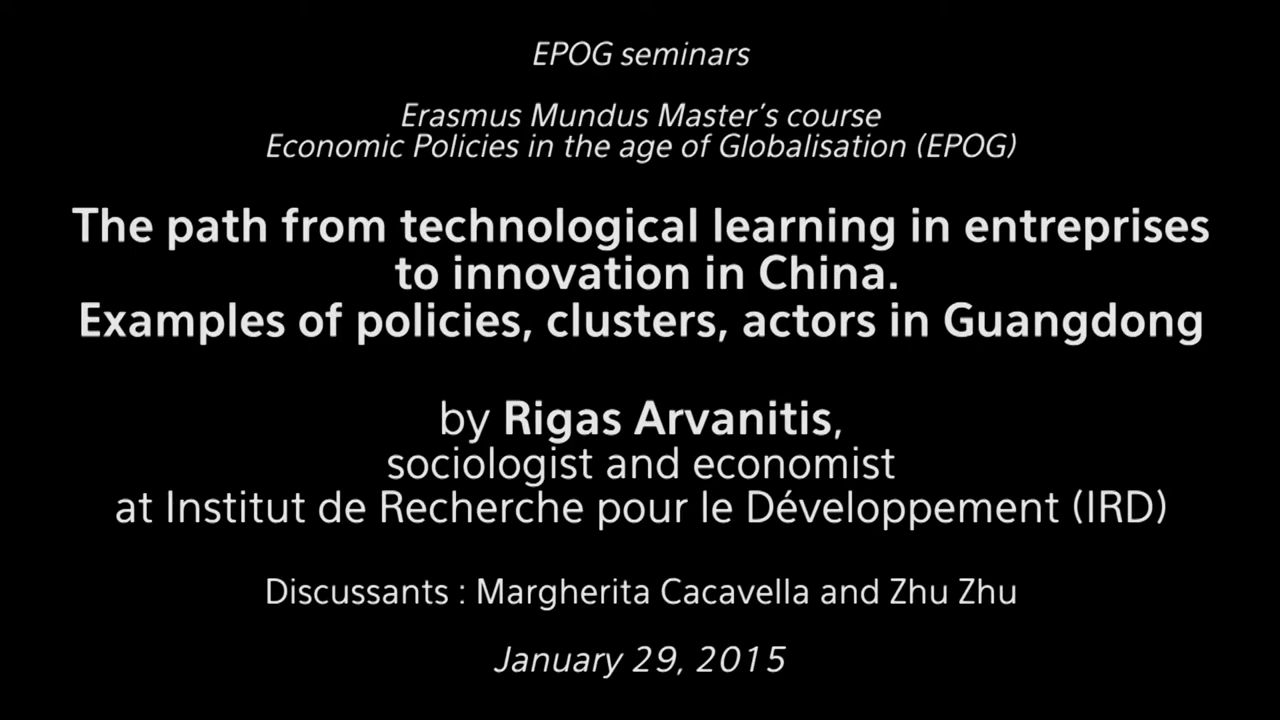 EPOG seminars
Erasmus Mundus Master's course
Economic Policies in the age of Globalisation (EPOG)
The path from technological learning in entreprises
to innovation in China.
Examples of policies, clusters, actors in Guangdong
by Rigas Arvanitis,
sociologist and economist
at Institut de Recherche pour le Développement (IRD)
Discussants : Margherita Cacavella and Zhu Zhu
January 29, 2015